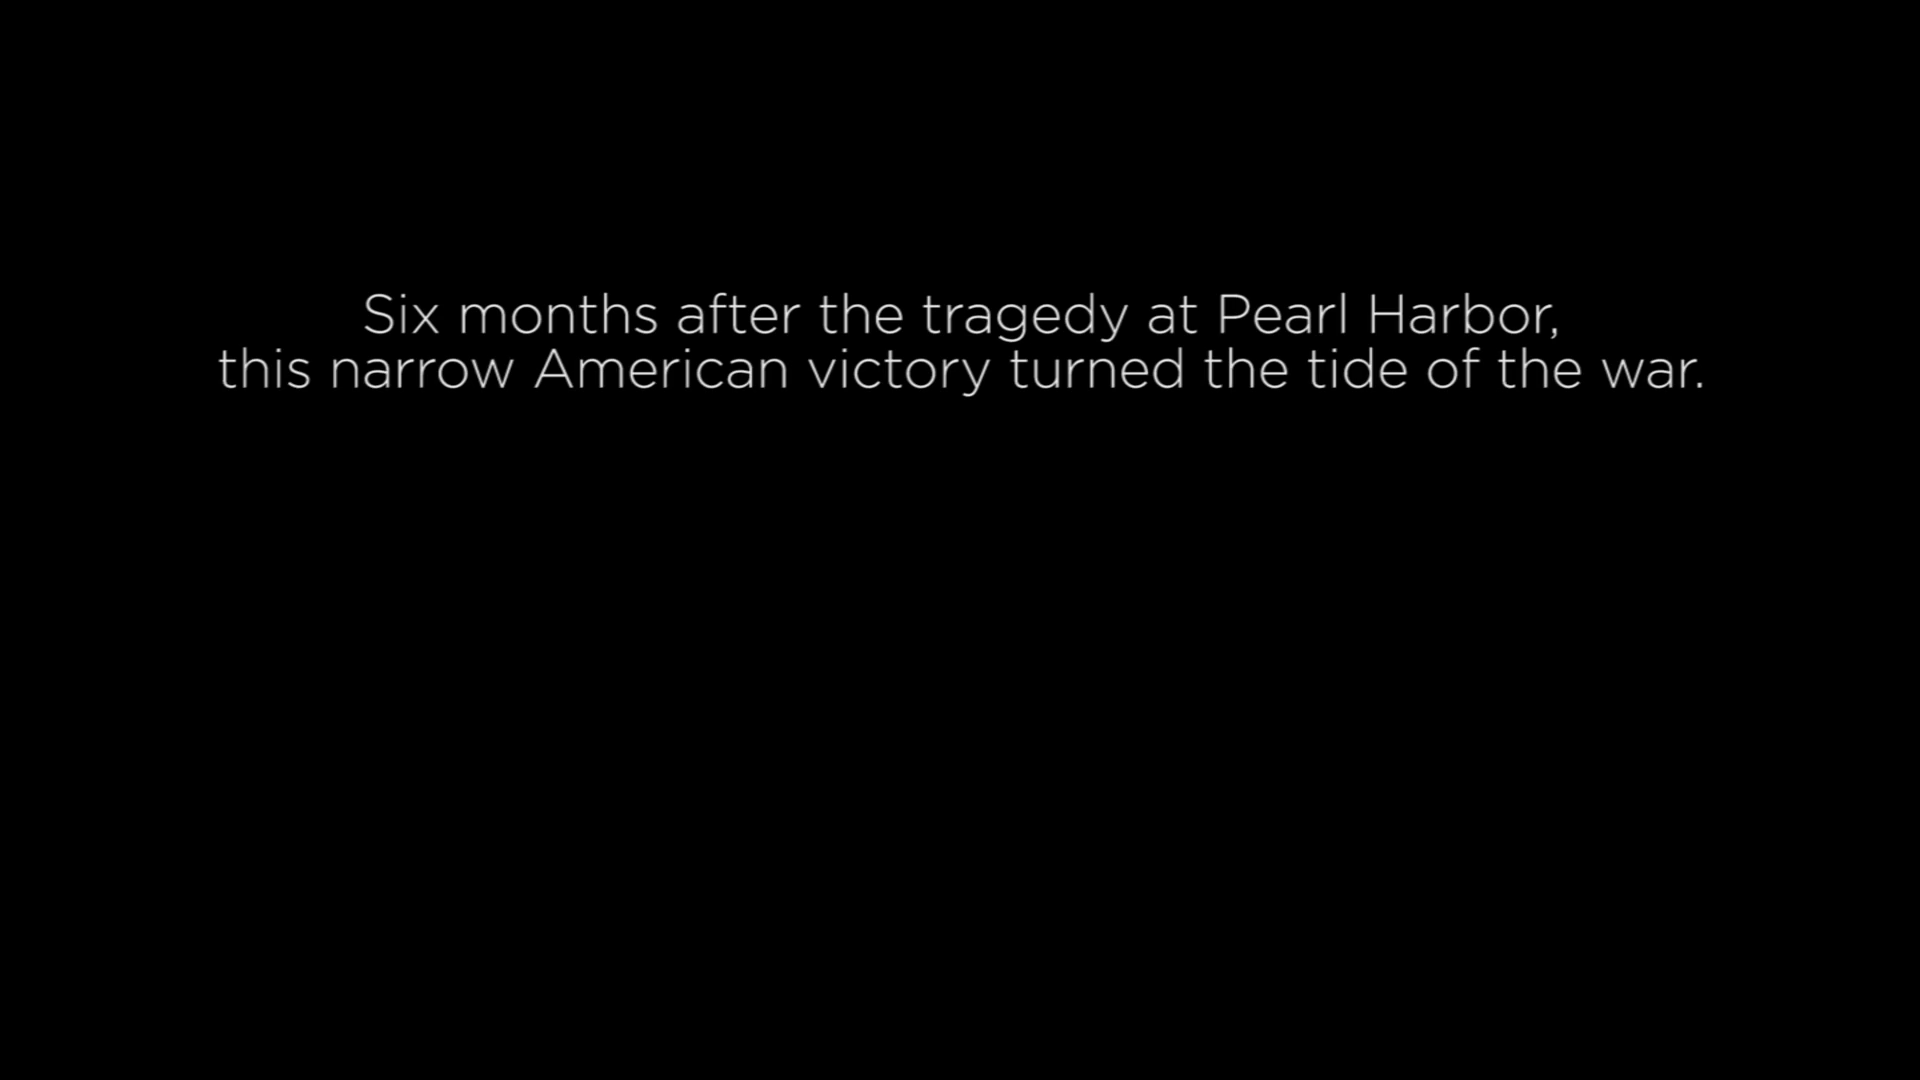 Six months after the tragedy at Pearl Harbor,
this narrow American victory turned the tide of the war.